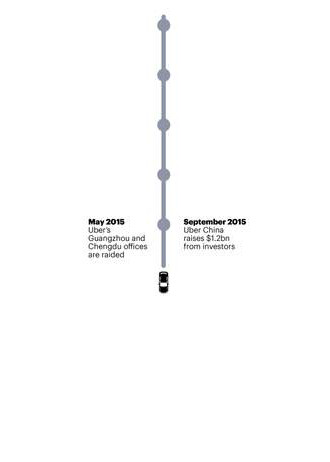 May 2015
Uber's
Guangzhou and
Chengdu offices
are raided
September 2015
Uber China
raises $1.2bn
from investors